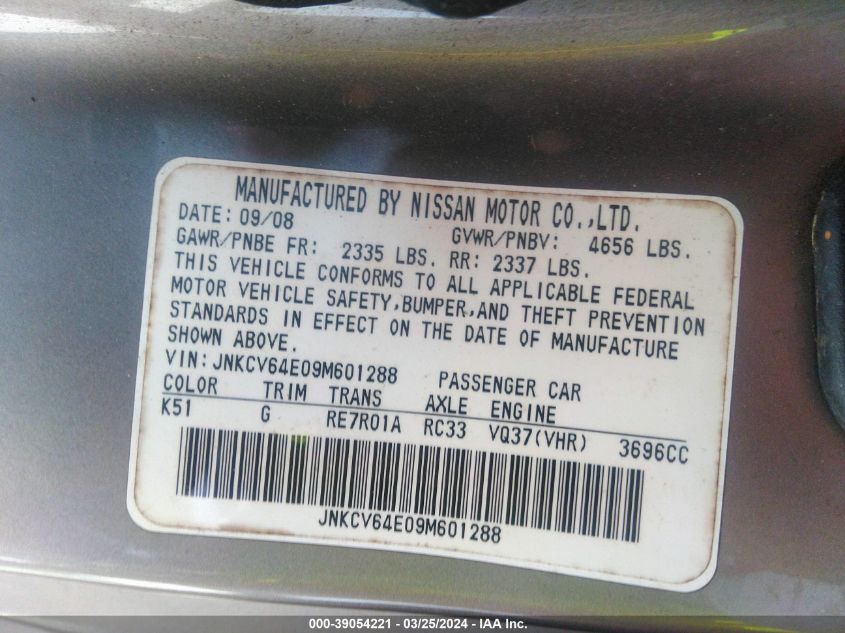 MANUFACTURED BY NISSAN MOTOR CO.,LTD.
DATE: 09/08 GVWR/PNBV: 4656 LBS.
GAWR/PNBE FR: 2335 LBS. RR: 2337 LBS.
THIS VEHICLE CONFORMS TO ALL APPLICABLE FEDERAL
MOTOR VEHICLE SAFETY,BUMPER,AND THEFT PREVENTION
STANDARDS IN EFFECT ON THE DATE OF MANUFACTURE
SHOWN ABOVE.
VIN:JNKCV64E09M601288 PASSENGER CAR
COLOR TRIM TRANS AXLE ENGINE
K51 G RE7R01A RC33 VQ37(VHR) 3696CC
JNKCV64E09M601288
000-39054221 - 03/25/2024 - IAA Inc.